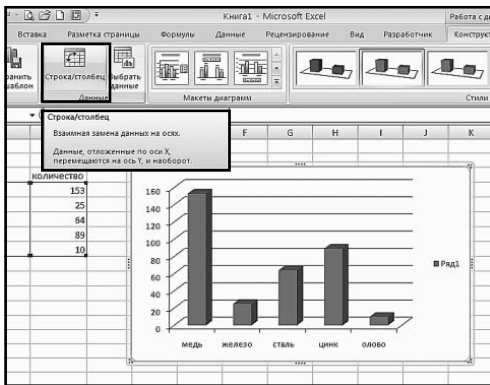 Книга1 - Microsoft Excel
Работа с ди
Вставка Разметка страницы Формулы Данные Рецензирование Вид Разработчик Конструкт
ранить
шаблон
Строка/столбец
Выбрать
данные
Данные
Макеты диаграмм
Стили
Строка/столбец
Взаимная замена данных на осях.
Данные, отложенные по оси X,
перемещаются на ось Y, и наоборот.
F G H I J K
количество
153
25
64
89
10
160
140
120
100
80
60
40
20
0
медь железо сталь цинк олово
Ряд1